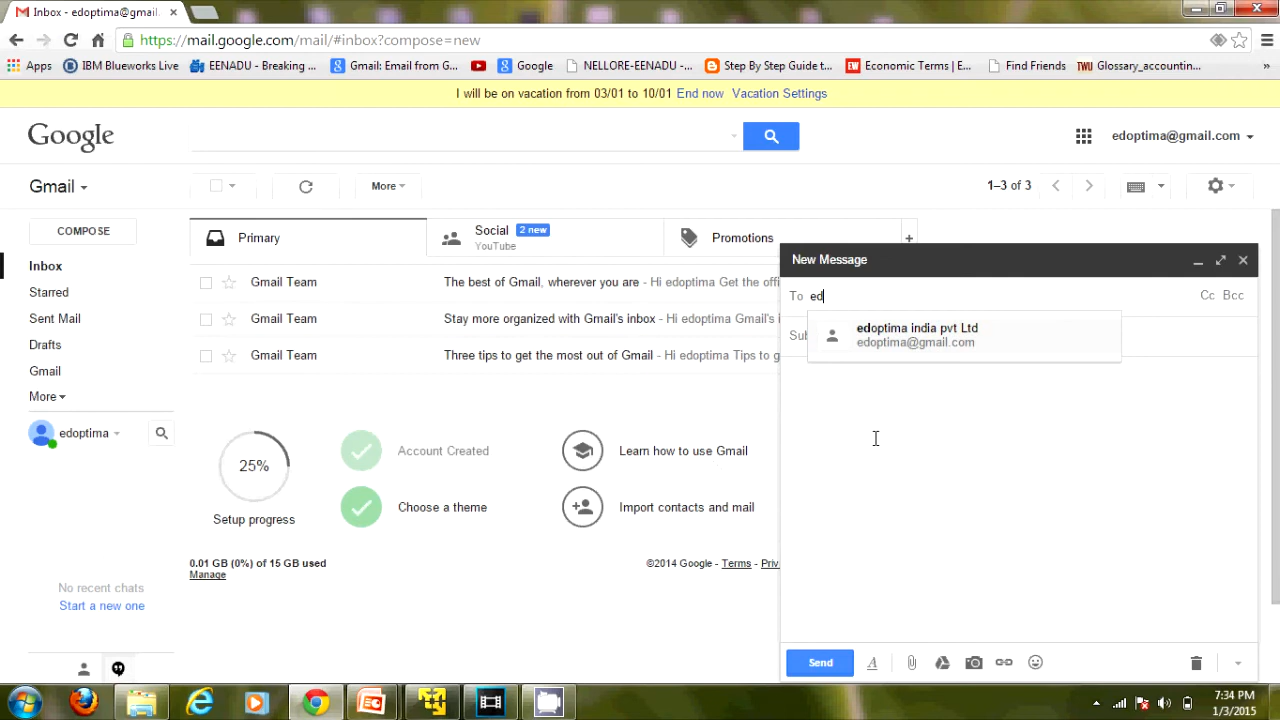 Inbox - edoptima@gmail.
https://mail.google.com/mail/#inbox?compose=new
Apps IBM Blueworks Live EENADU - Breaking ... Gmail: Email from G... Google NELLORE-EENADU -... Step By Step Guide t... EW Economic Terms | E... Find Friends TWU Glossary_accountin... »
I will be on vacation from 03/01 to 10/01 End now Vacation Settings
Google
edoptima@gmail.com
Gmail
More
1–3 of 3
COMPOSE
Inbox
Starred
Sent Mail
Drafts
Gmail
More
edoptima
No recent chats
Start a new one
Primary
Social 2 new
YouTube
Promotions
+
Gmail Team The best of Gmail, wherever you are - Hi edoptima Get the offi
Gmail Team Stay more organized with Gmail's inbox - Hi edoptima Gmail's i
Gmail Team Three tips to get the most out of Gmail - Hi edoptima Tips to g
25%
Setup progress
Account Created
Choose a theme
Learn how to use Gmail
Import contacts and mail
0.01 GB (0%) of 15 GB used
Manage
©2014 Google - Terms - Priv
New Message
To ed
Cc Bcc
Sub
edoptima india pvt Ltd
edoptima@gmail.com
Send
7:34 PM
1/3/2015